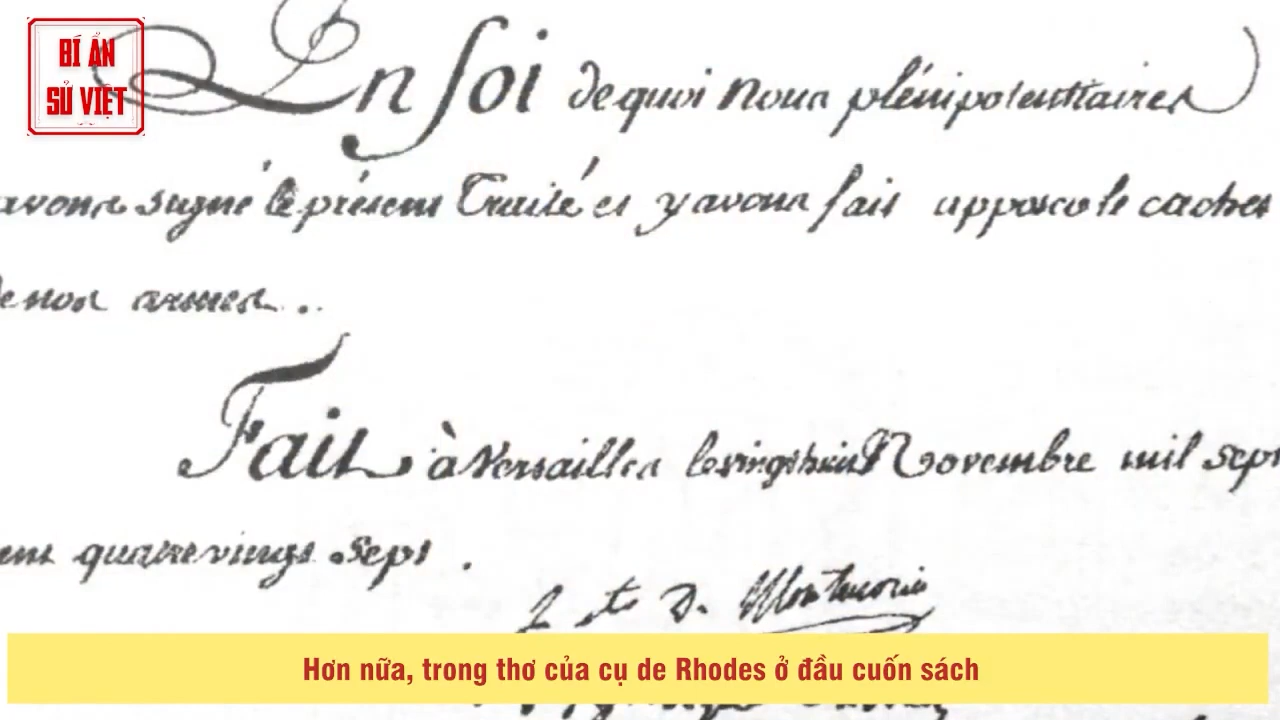 BÍ ẨN
SỬ VIỆT
En foi de quoi nous plénipotentiaires
avons signé le présent Traité et y avons fait apposer le cachet
de nos armes..
Fait à Versailles le vingt huit Novembre mil sept
cent quatre vingt sept.
cte D. Montmorin
Hơn nữa, trong thơ của cụ de Rhodes ở đầu cuốn sách